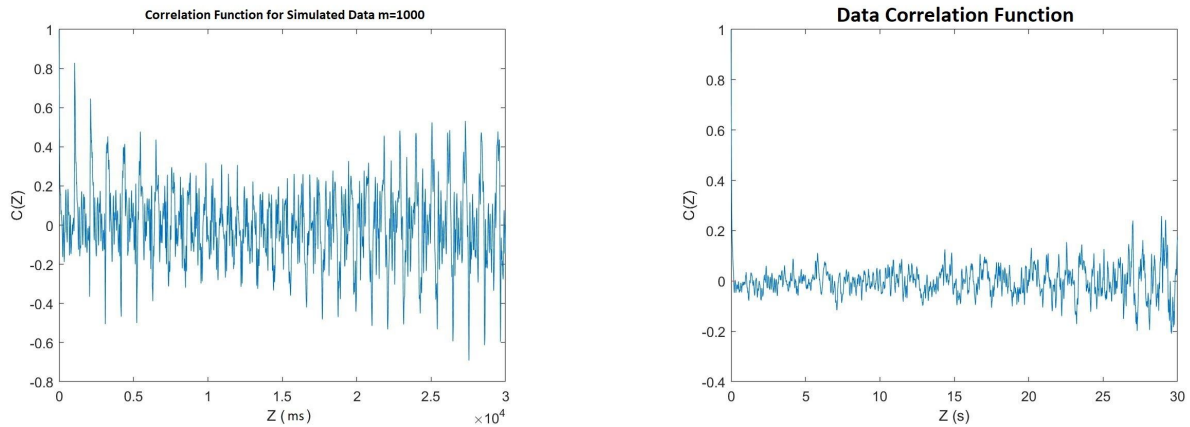 Correlation Function for Simulated Data m=1000
1
0.8
0.6
0.4
0.2
0
-0.2
-0.4
-0.6
-0.8
C(Z)
0 0.5 1 1.5 2 2.5 3
Z ( ms )
×10⁴
Data Correlation Function
1
0.8
0.6
0.4
0.2
0
-0.2
-0.4
C(Z)
0 5 10 15 20 25 30
Z (s)